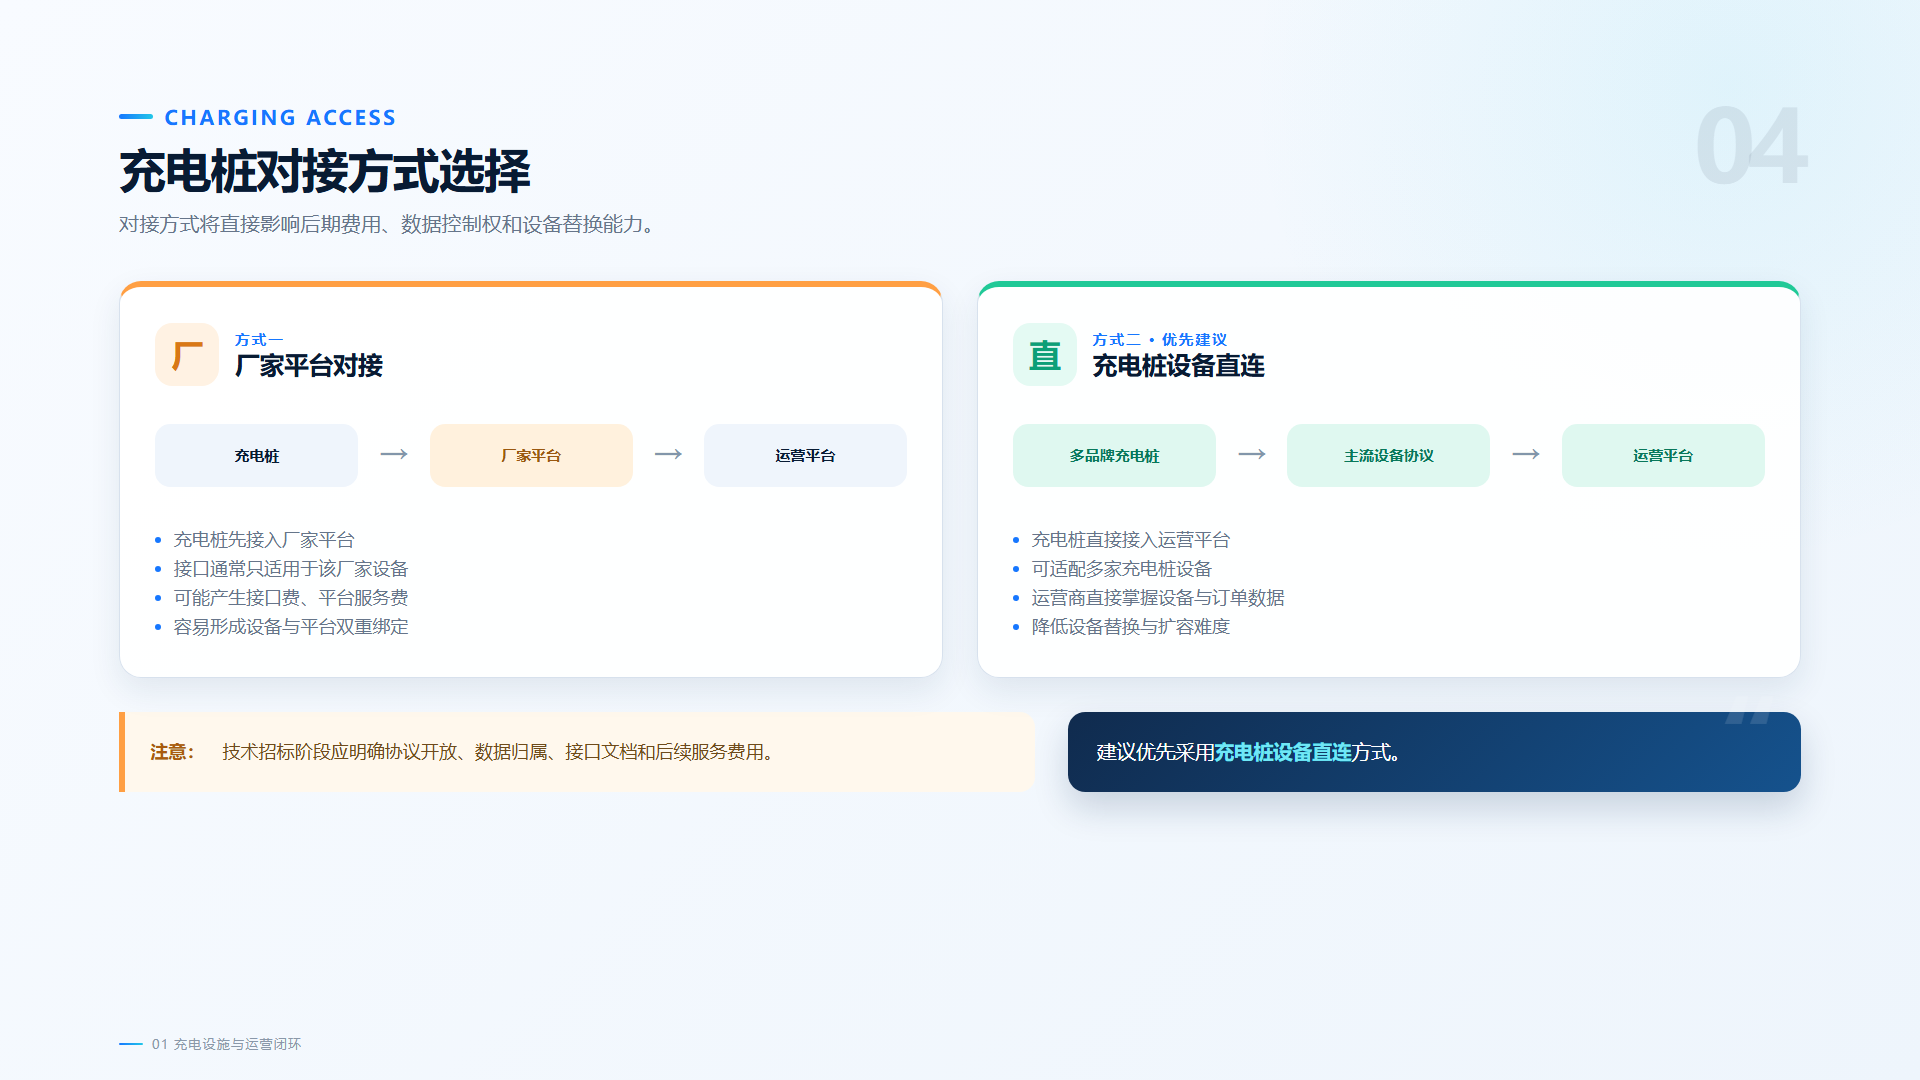 CHARGING ACCESS
04
充电桩对接方式选择
对接方式将直接影响后期费用、数据控制权和设备替换能力。
厂
方式一
厂家平台对接
充电桩 → 厂家平台 → 运营平台
• 充电桩先接入厂家平台
• 接口通常只适用于该厂家设备
• 可能产生接口费、平台服务费
• 容易形成设备与平台双重绑定
直
方式二 • 优先建议
充电桩设备直连
多品牌充电桩 → 主流设备协议 → 运营平台
• 充电桩直接接入运营平台
• 可适配多家充电桩设备
• 运营商直接掌握设备与订单数据
• 降低设备替换与扩容难度
注意： 技术招标阶段应明确协议开放、数据归属、接口文档和后续服务费用。
建议优先采用充电桩设备直连方式。
01 充电设施与运营闭环